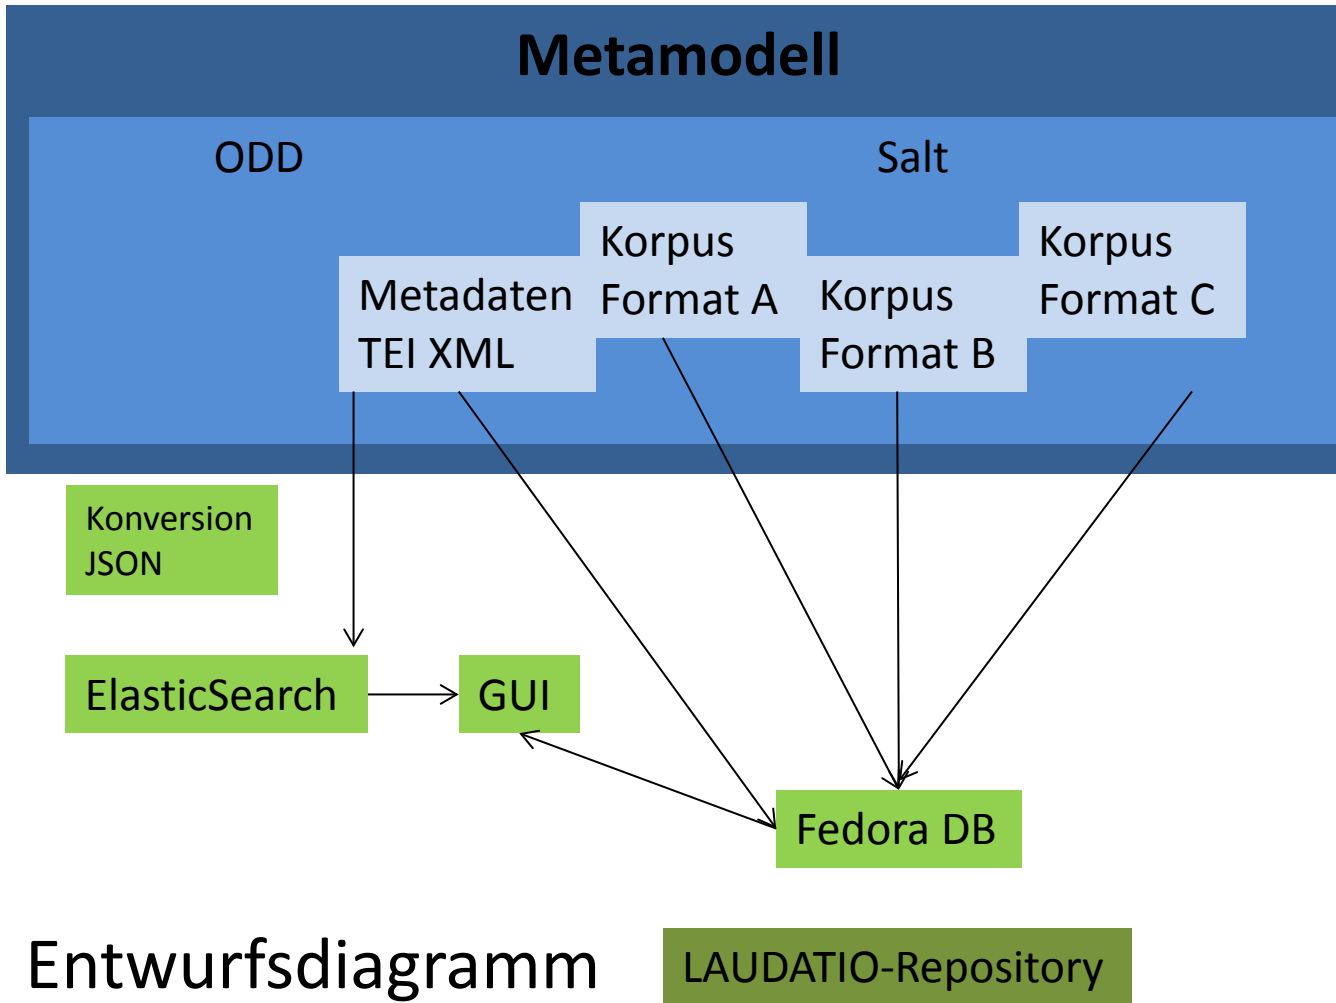 Metamodell
ODD
Salt
Metadaten
TEI XML
Korpus
Format A
Korpus
Format B
Korpus
Format C
Konversion
JSON
ElasticSearch
GUI
Fedora DB
Entwurfsdiagramm
LAUDATIO-Repository